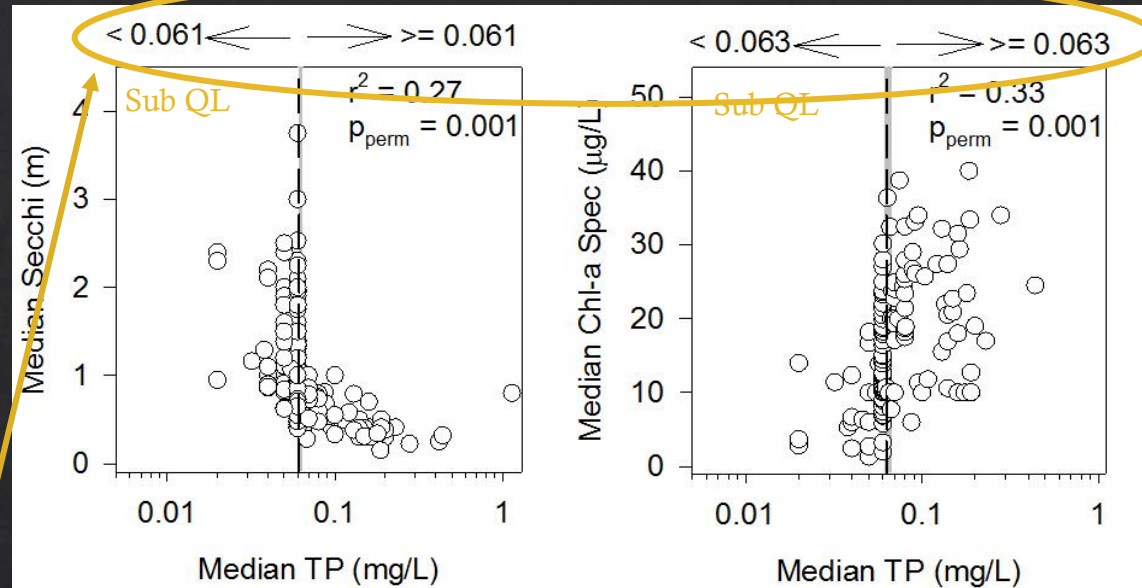 < 0.061 >= 0.061
Sub QL
r² = 0.27
pperm = 0.001
4
3
2
1
0
Median Secchi (m)
0.01 0.1 1
Median TP (mg/L)
< 0.063 >= 0.063
Sub QL
r² = 0.33
pperm = 0.001
50
40
30
20
10
0
Median Chl-a Spec (µg/L)
0.01 0.1 1
Median TP (mg/L)